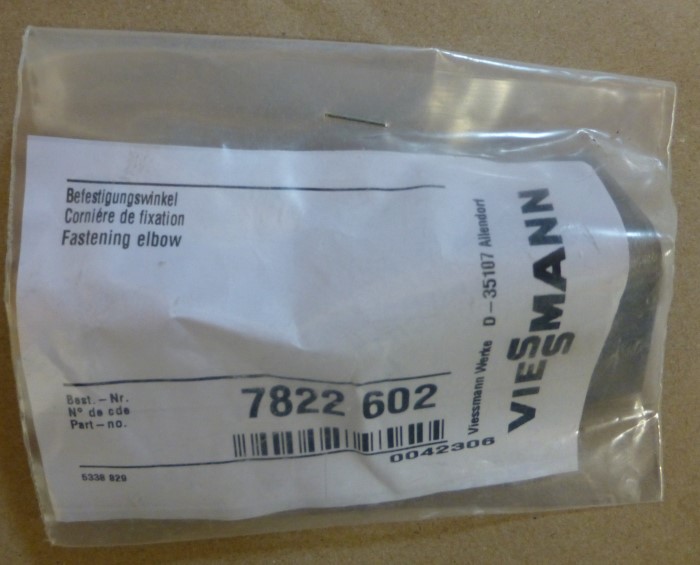 Befestigungswinkel
Cornière de fixation
Fastening elbow
Best.–Nr.
N° de cde
Part–no.
7822 602
0042306
5338 829
Viessmann Werke D–35107 Allendorf
VIESSMANN